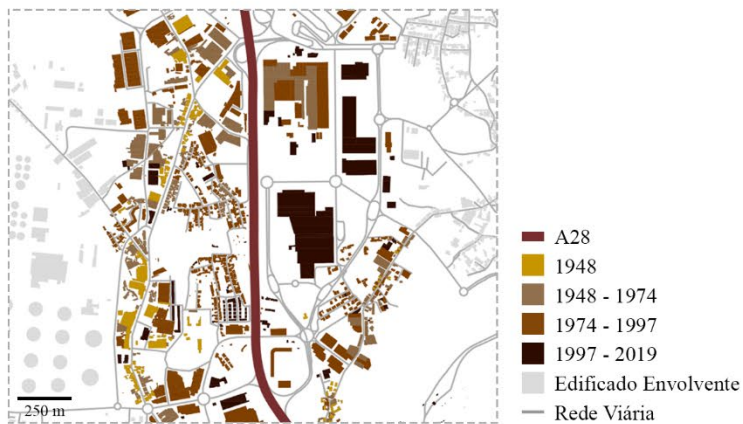 A28
1948
1948 - 1974
1974 - 1997
1997 - 2019
Edificado Envolvente
Rede Viária
250 m